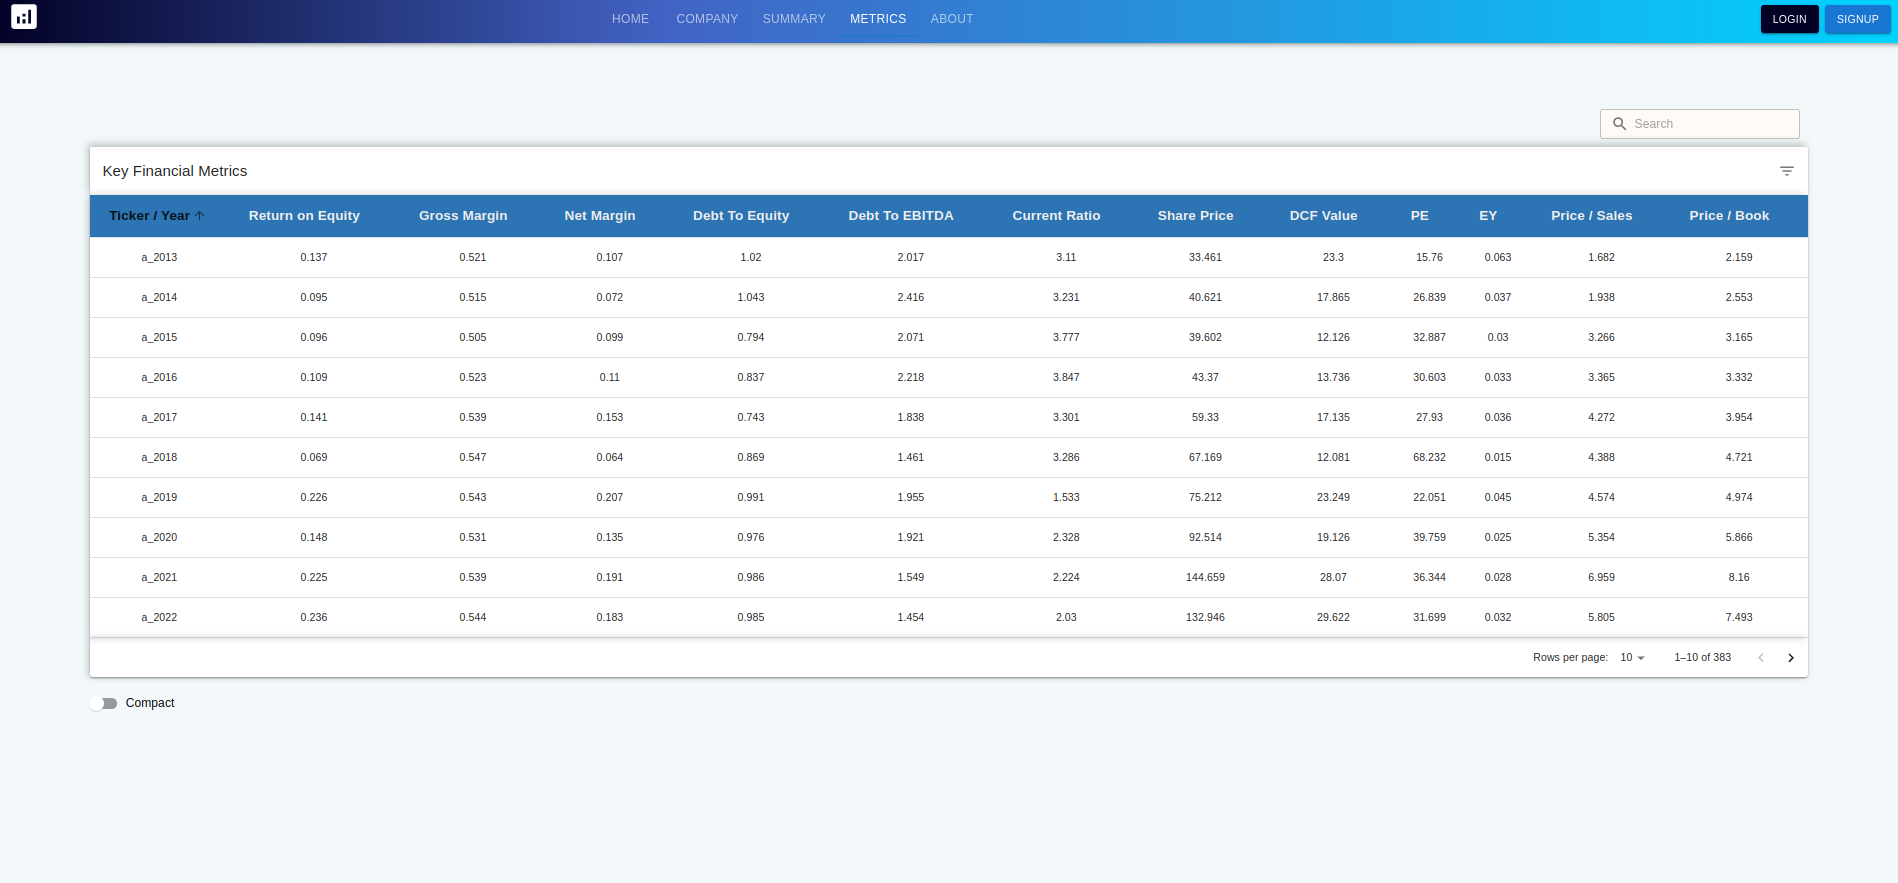 HOME COMPANY SUMMARY METRICS ABOUT LOGIN SIGNUP
Search
Key Financial Metrics
Ticker / Year Return on Equity Gross Margin Net Margin Debt To Equity Debt To EBITDA Current Ratio Share Price DCF Value PE EY Price / Sales Price / Book
a_2013 0.137 0.521 0.107 1.02 2.017 3.11 33.461 23.3 15.76 0.063 1.682 2.159
a_2014 0.095 0.515 0.072 1.043 2.416 3.231 40.621 17.865 26.839 0.037 1.938 2.553
a_2015 0.096 0.505 0.099 0.794 2.071 3.777 39.602 12.126 32.887 0.03 3.266 3.165
a_2016 0.109 0.523 0.11 0.837 2.218 3.847 43.37 13.736 30.603 0.033 3.365 3.332
a_2017 0.141 0.539 0.153 0.743 1.838 3.301 59.33 17.135 27.93 0.036 4.272 3.954
a_2018 0.069 0.547 0.064 0.869 1.461 3.286 67.169 12.081 68.232 0.015 4.388 4.721
a_2019 0.226 0.543 0.207 0.991 1.955 1.533 75.212 23.249 22.051 0.045 4.574 4.974
a_2020 0.148 0.531 0.135 0.976 1.921 2.328 92.514 19.126 39.759 0.025 5.354 5.866
a_2021 0.225 0.539 0.191 0.986 1.549 2.224 144.659 28.07 36.344 0.028 6.959 8.16
a_2022 0.236 0.544 0.183 0.985 1.454 2.03 132.946 29.622 31.699 0.032 5.805 7.493
Rows per page: 10 1–10 of 383
Compact